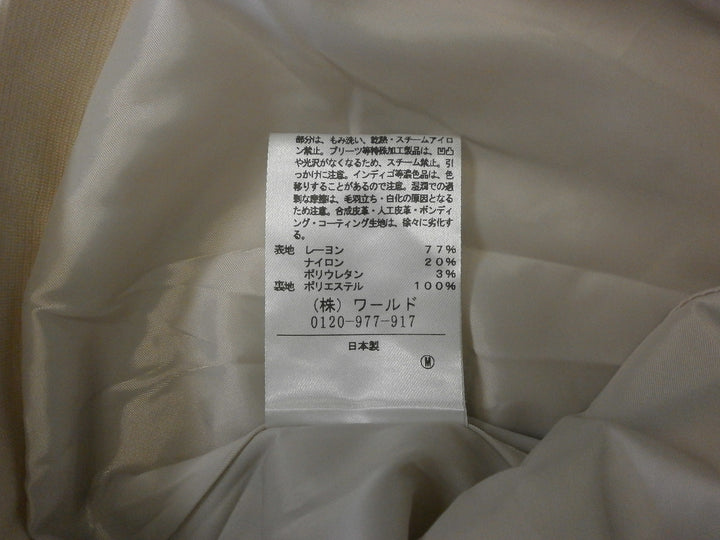 部分は、もみ洗い、乾熱・スチームアイロ
ン禁止。プリーツ等特殊加工製品は、凹凸
や光沢がなくなるため、スチーム禁止。引
っかけに注意。インディゴ等濃色品は、色
移りすることがあるので注意。湿潤での過
剰な摩擦は、毛羽立ち・白化の原因となる
ため注意。合成皮革・人工皮革・ボンディ
ング・コーティング生地は、徐々に劣化す
る。
表地 レーヨン 77%
ナイロン 20%
ポリウレタン 3%
裏地 ポリエステル 100%
(株)ワールド
0120-977-917
日本製
Ⓜ